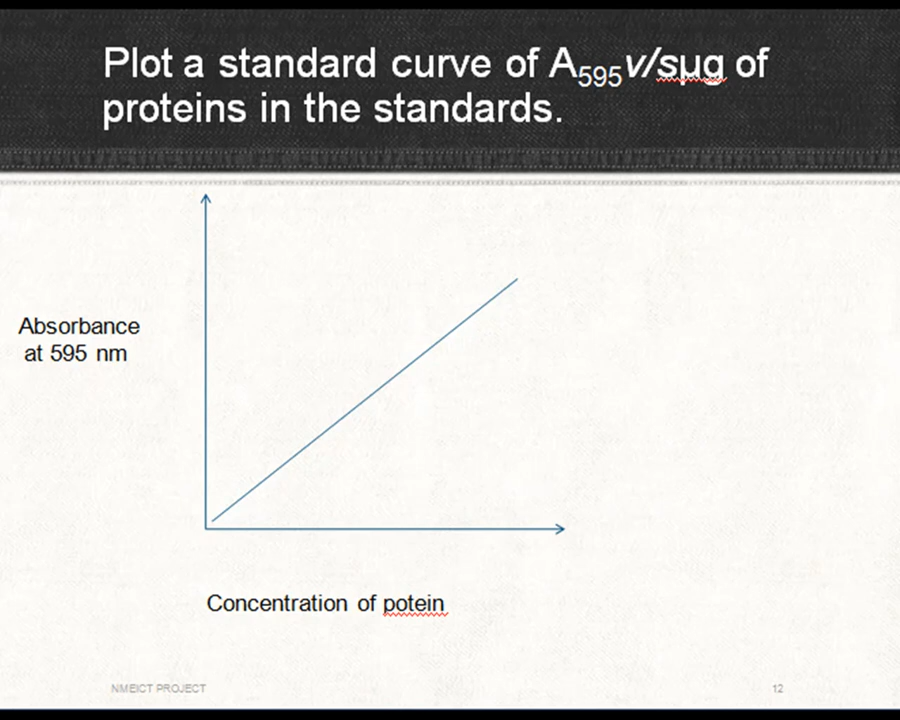 Plot a standard curve of A595 v/sµg of
proteins in the standards.
Absorbance
at 595 nm
Concentration of potein
NMEICT PROJECT
12